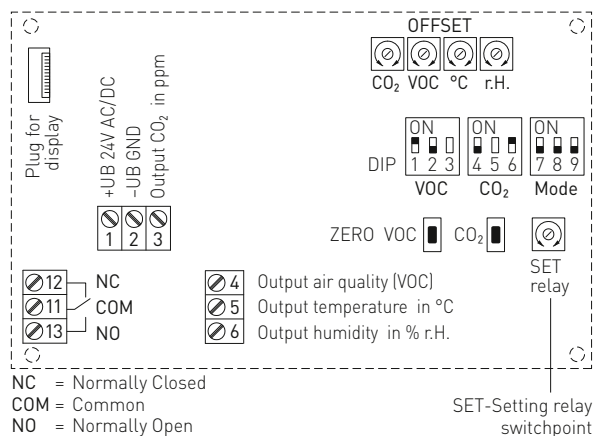 OFFSET
CO₂ VOC °C r.H.
Plug for
display
+UB 24V AC/DC
–UB GND
Output CO₂ in ppm
1 2 3
ON ON ON
DIP 1 2 3 4 5 6 7 8 9
VOC CO₂ Mode
ZERO VOC CO₂
SET
relay
12 NC
11 COM
13 NO
4 Output air quality (VOC)
5 Output temperature in °C
6 Output humidity in % r.H.
NC = Normally Closed
COM = Common
NO = Normally Open
SET-Setting relay
switchpoint